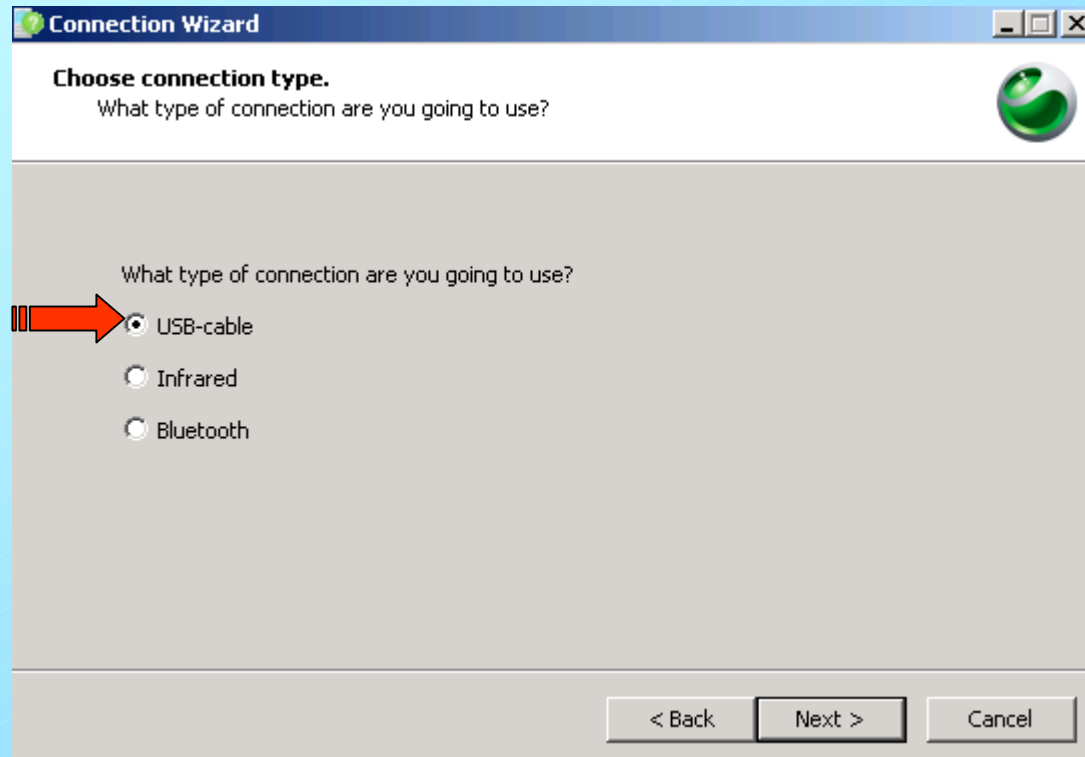 Connection Wizard
Choose connection type.
What type of connection are you going to use?
What type of connection are you going to use?
USB-cable
Infrared
Bluetooth
< Back Next > Cancel